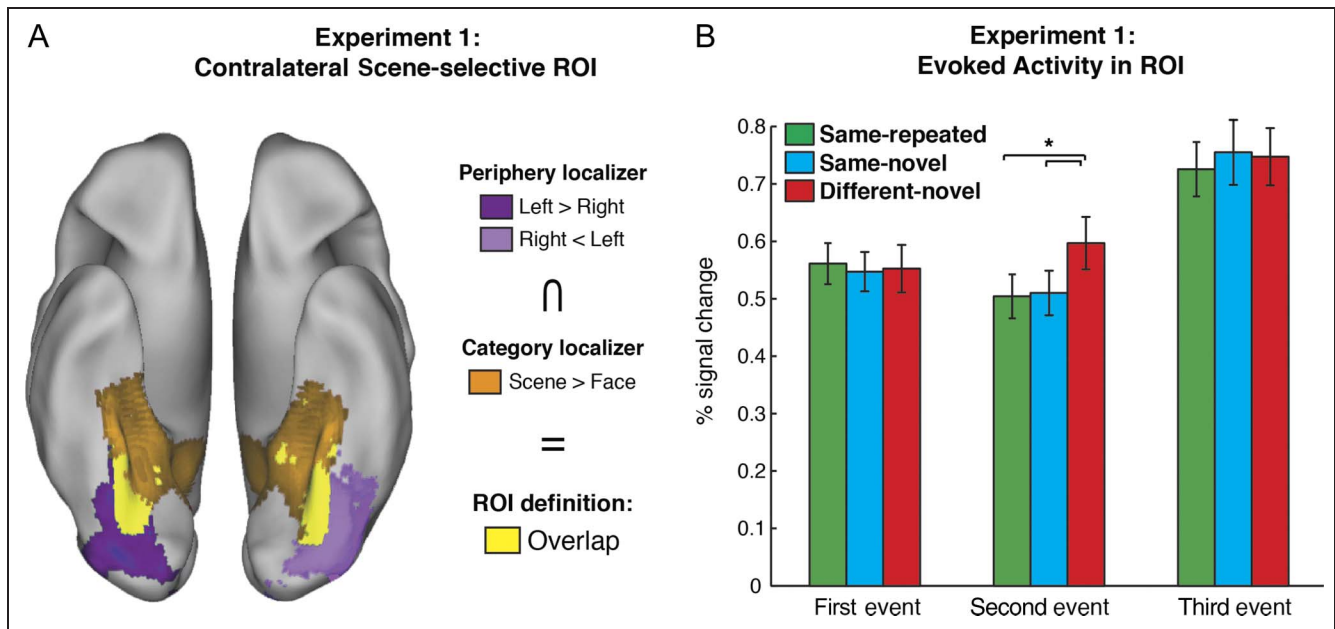 A
Experiment 1:
Contralateral Scene-selective ROI
Periphery localizer
Left > Right
Right < Left
∩
Category localizer
Scene > Face
=
ROI definition:
Overlap
B
Experiment 1:
Evoked Activity in ROI
Same-repeated
Same-novel
Different-novel
*
% signal change
0.8
0.7
0.6
0.5
0.4
0.3
0.2
0.1
0
First event Second event Third event